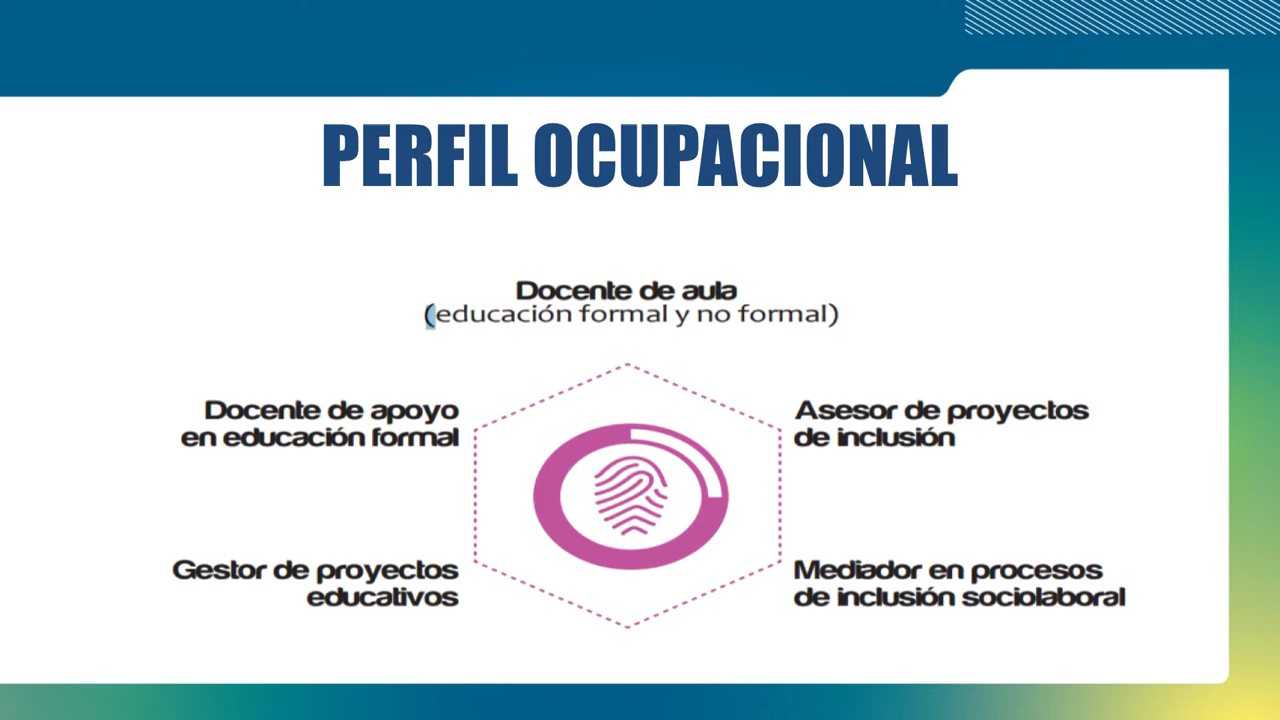 PERFIL OCUPACIONAL
Docente de aula
(educación formal y no formal)
Docente de apoyo
en educación formal
Asesor de proyectos
de inclusión
Gestor de proyectos
educativos
Mediador en procesos
de inclusión sociolaboral